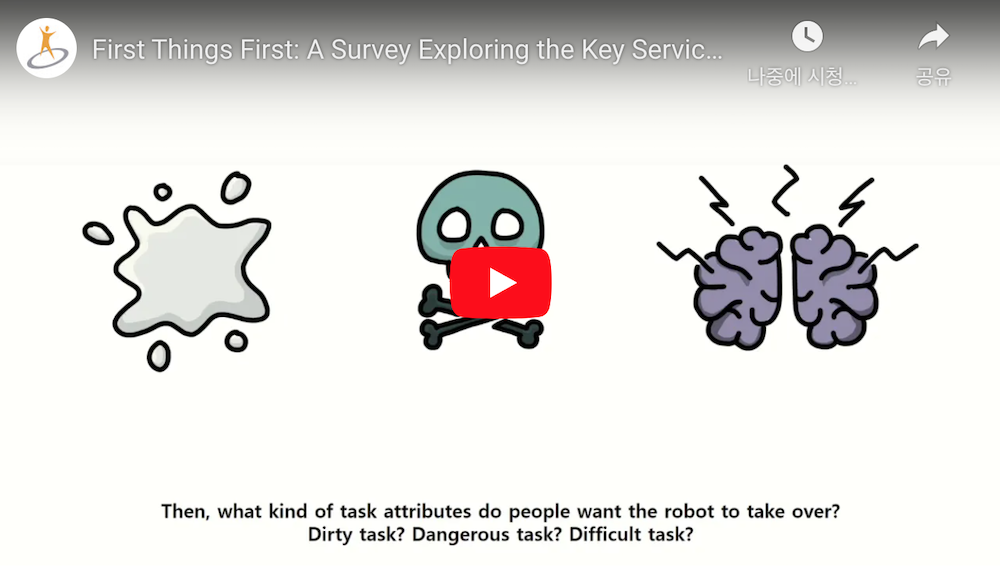 First Things First: A Survey Exploring the Key Servic...
나중에 시청...
공유
Then, what kind of task attributes do people want the robot to take over?
Dirty task? Dangerous task? Difficult task?